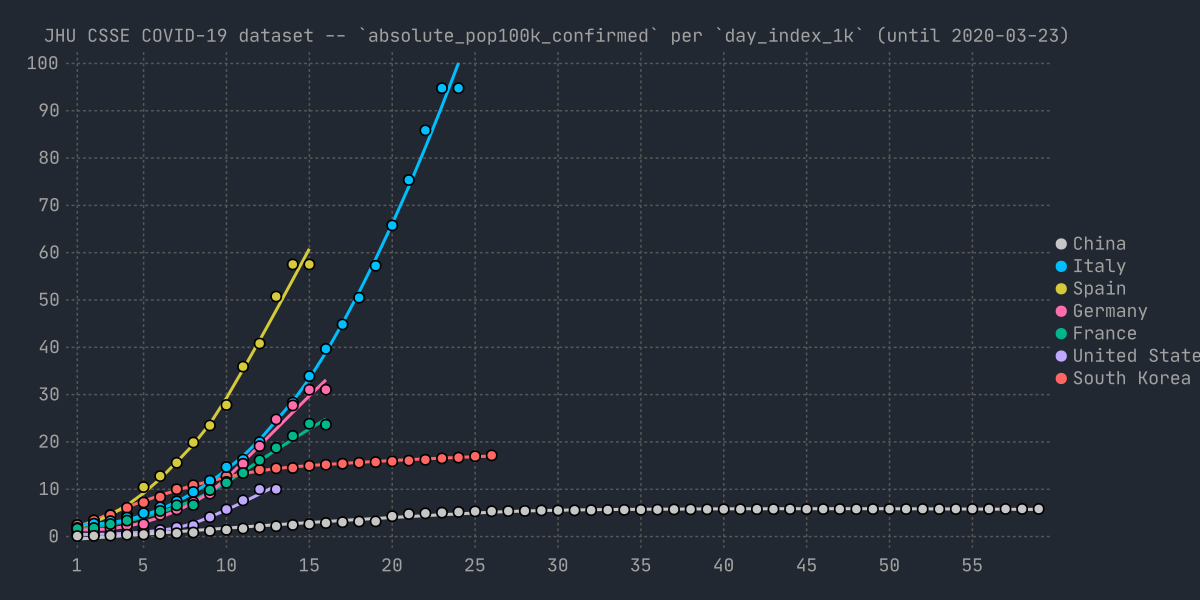 JHU CSSE COVID-19 dataset -- `absolute_pop100k_confirmed` per `day_index_1k` (until 2020-03-23)
100
90
80
70
60
50
40
30
20
10
0
1 5 10 15 20 25 30 35 40 45 50 55
China
Italy
Spain
Germany
France
United State
South Korea